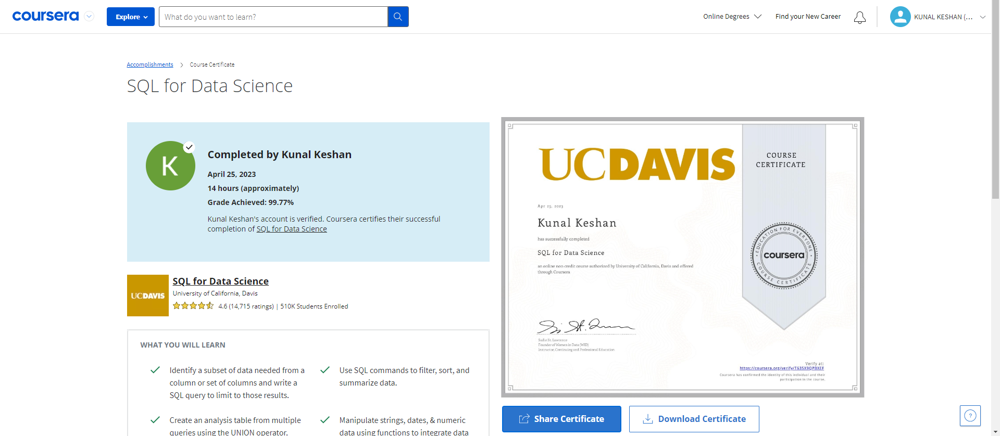 coursera
Explore
What do you want to learn?
Online Degrees
Find your New Career
KUNAL KESHAN (...
Accomplishments
Course Certificate
SQL for Data Science
K
Completed by Kunal Keshan
April 25, 2023
14 hours (approximately)
Grade Achieved: 99.77%
Kunal Keshan's account is verified. Coursera certifies their successful
completion of SQL for Data Science
UCDAVIS
SQL for Data Science
University of California, Davis
4.6 (14,715 ratings) | 510K Students Enrolled
WHAT YOU WILL LEARN
Identify a subset of data needed from a
column or set of columns and write a
SQL query to limit to those results.
Use SQL commands to filter, sort, and
summarize data.
Create an analysis table from multiple
queries using the UNION operator.
Manipulate strings, dates, & numeric
data using functions to integrate data
UCDAVIS
COURSE
CERTIFICATE
Apr 25, 2023
Kunal Keshan
has successfully completed
SQL for Data Science
an online non-credit course authorized by University of California, Davis and offered
through Coursera
EDUCATION FOR EVERYONE
coursera
COURSE CERTIFICATE
Sadie St. Lawrence
Founder of Women in Data (WID)
Instructor, Continuing and Professional Education
Verify at:
https://coursera.org/verify/T63SX9QPBXEF
Coursera has confirmed the identity of this individual and their
participation in the course.
Share Certificate
Download Certificate
?